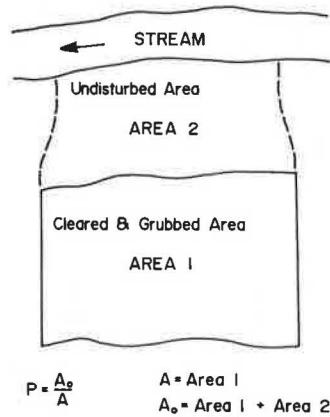 STREAM
Undisturbed Area
AREA 2
Cleared & Grubbed Area
AREA 1
P = A₀/A
A = Area 1
A₀ = Area 1 + Area 2